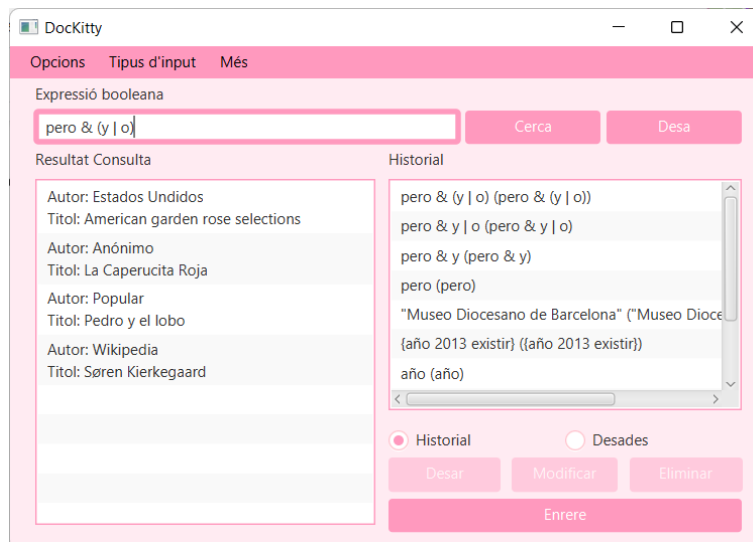 DocKitty
Opcions Tipus d'input Més
Expressió booleana
pero & (y | o)
Cerca Desa
Resultat Consulta
Autor: Estados Undidos
Titol: American garden rose selections
Autor: Anónimo
Titol: La Caperucita Roja
Autor: Popular
Titol: Pedro y el lobo
Autor: Wikipedia
Titol: Søren Kierkegaard
Historial
pero & (y | o) (pero & (y | o))
pero & y | o (pero & y | o)
pero & y (pero & y)
pero (pero)
"Museo Diocesano de Barcelona" ("Museo Dioce
{año 2013 existir} ({año 2013 existir})
año (año)
Historial Desades
Desar Modificar Eliminar
Enrere